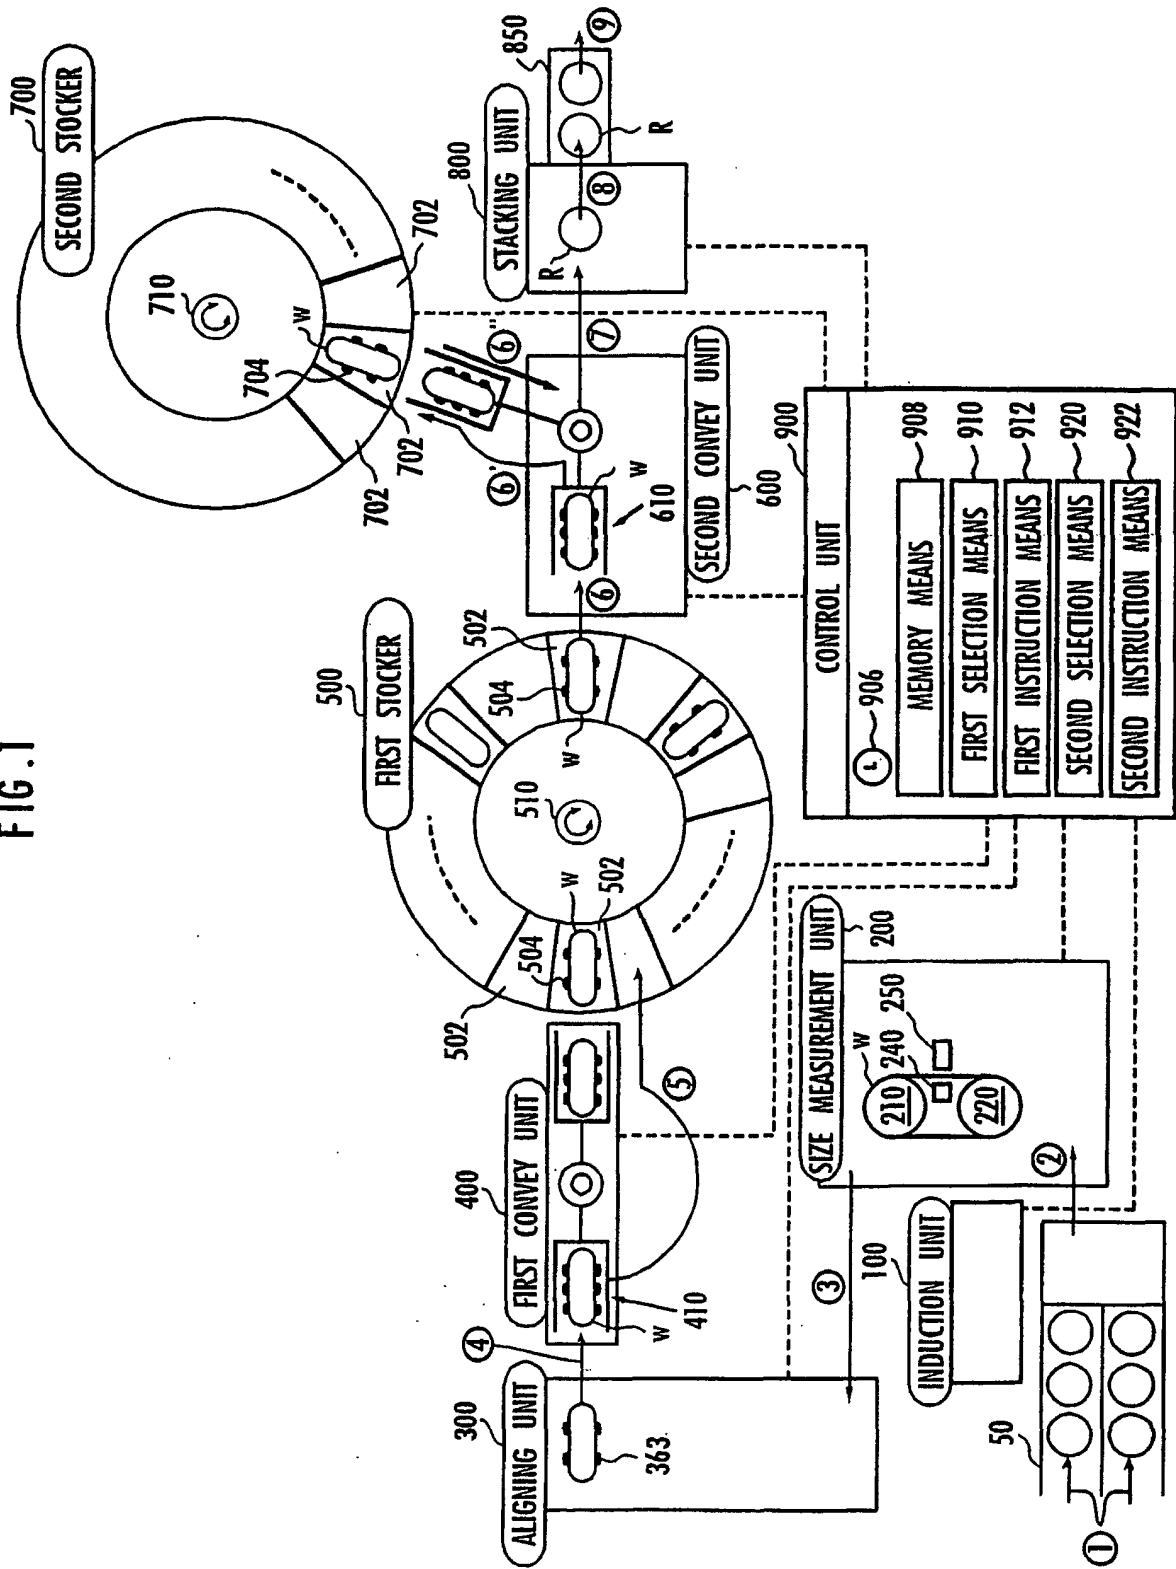 FIG.1
700
SECOND STOCKER
710
W
704
702
702
702
850
9
800
STACKING UNIT
R
R
8
7
6''
6'
W
610
SECOND CONVEY UNIT
600
6
500
FIRST STOCKER
502
504
W
510
W
502
504
502
5
400
FIRST CONVEY UNIT
W
410
4
300
ALIGNING UNIT
363
3
SIZE MEASUREMENT UNIT
200
W
210
220
240
250
2
100
INDUCTION UNIT
50
1
900
CONTROL UNIT
906
MEMORY MEANS
908
FIRST SELECTION MEANS
910
FIRST INSTRUCTION MEANS
912
SECOND SELECTION MEANS
920
SECOND INSTRUCTION MEANS
922